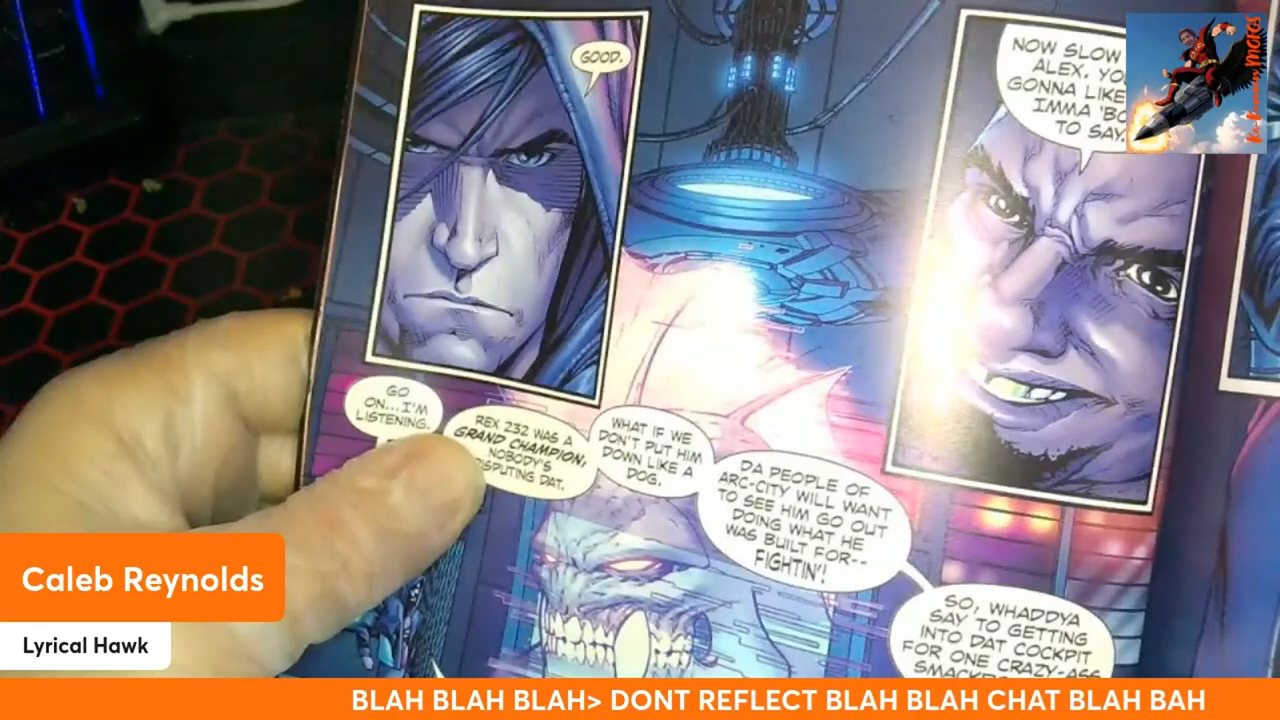 GOOD.
NOW SLOW
ALEX.
GONNA LIKE
IMMA
TO SAY.
GO
ON...I'M
LISTENING.
REX 232 WAS A
GRAND CHAMPION,
NOBODY'S
DAT.
WHAT IF WE
DON'T PUT HIM
DOWN LIKE A
DOG.
DA PEOPLE OF
ARC-CITY WILL WANT
TO SEE HIM GO OUT
DOING WHAT HE
WAS BUILT FOR--
FIGHTIN'!
SO, WHADDYA
SAY TO GETTING
INTO DAT COCKPIT
FOR ONE CRAZY-ASS
Caleb Reynolds
Lyrical Hawk
BLAH BLAH BLAH> DONT REFLECT BLAH BLAH CHAT BLAH BAH